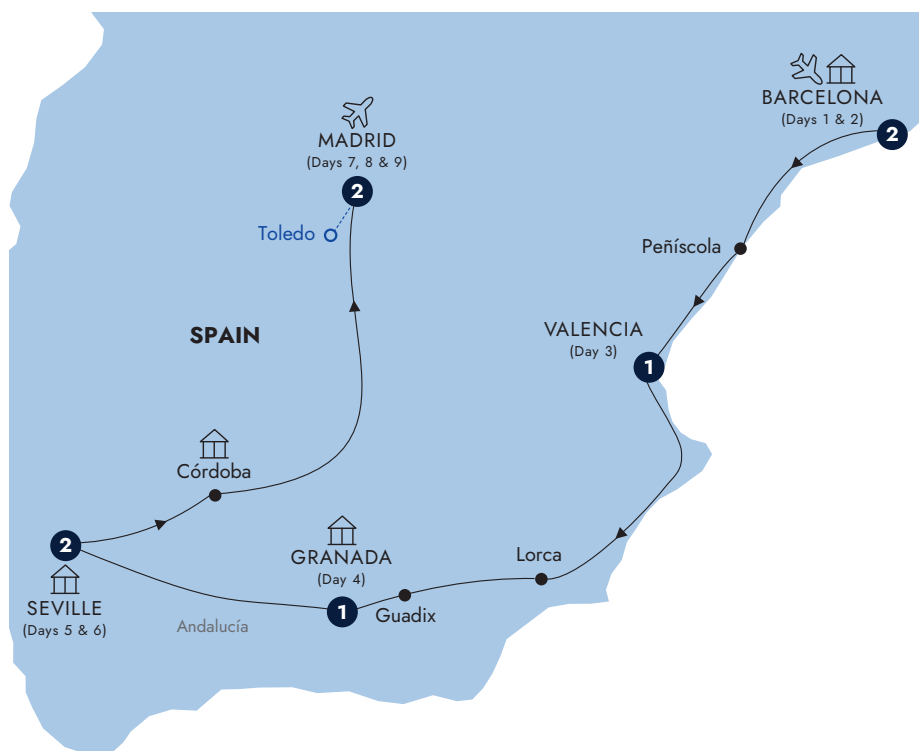 BARCELONA
(Days 1 & 2)
2
MADRID
(Days 7, 8 & 9)
2
Toledo
Peñíscola
SPAIN
VALENCIA
(Day 3)
1
Córdoba
2
SEVILLE
(Days 5 & 6)
GRANADA
(Day 4)
1
Lorca
Guadix
Andalucía